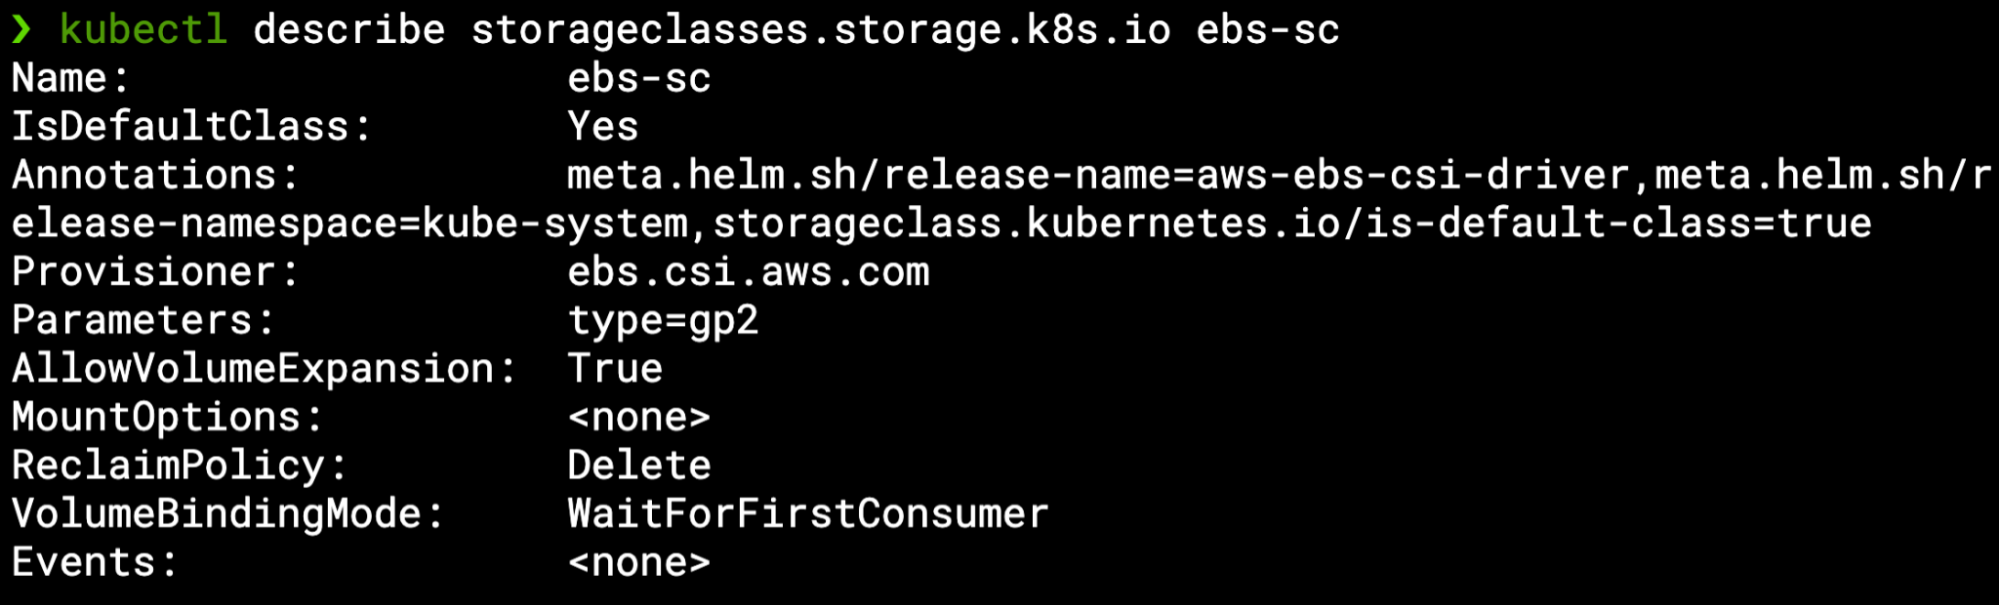 ❯ kubectl describe storageclasses.storage.k8s.io ebs-sc
Name:                  ebs-sc
IsDefaultClass:        Yes
Annotations:           meta.helm.sh/release-name=aws-ebs-csi-driver,meta.helm.sh/r
elease-namespace=kube-system,storageclass.kubernetes.io/is-default-class=true
Provisioner:           ebs.csi.aws.com
Parameters:            type=gp2
AllowVolumeExpansion:  True
MountOptions:          <none>
ReclaimPolicy:         Delete
VolumeBindingMode:     WaitForFirstConsumer
Events:                <none>